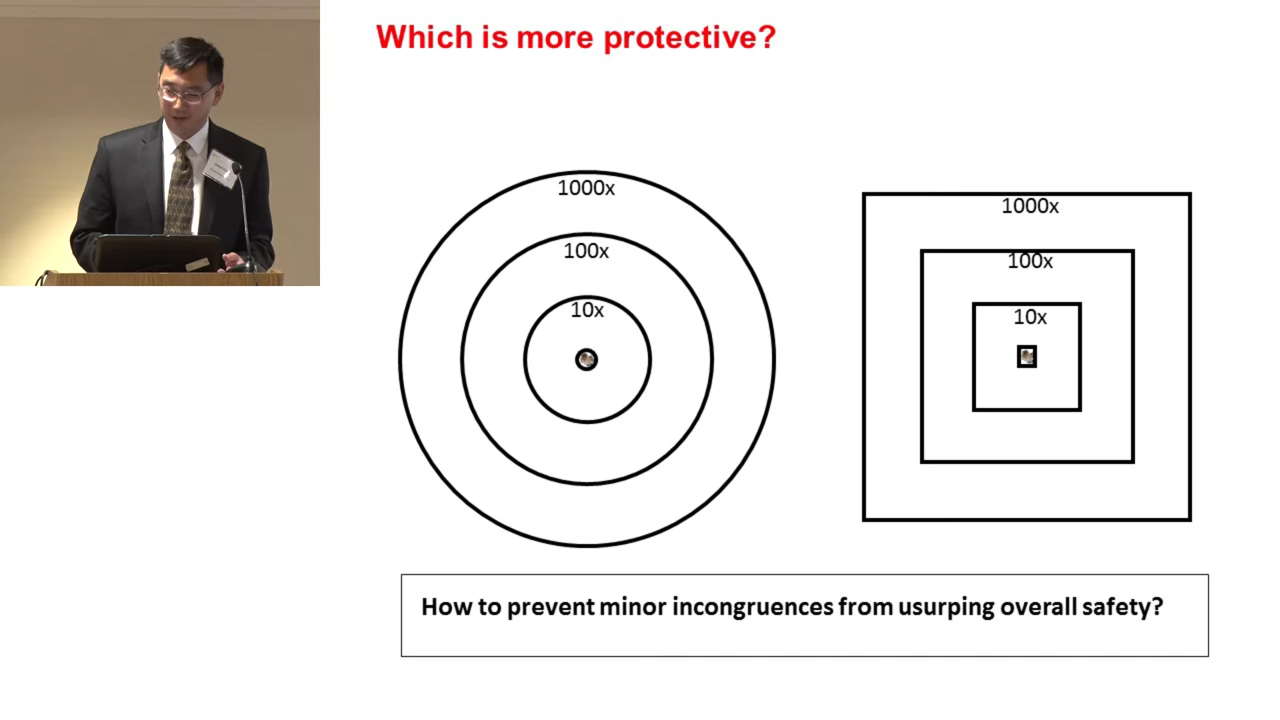 Which is more protective?
1000x
100x
10x
1000x
100x
10x
How to prevent minor incongruences from usurping overall safety?